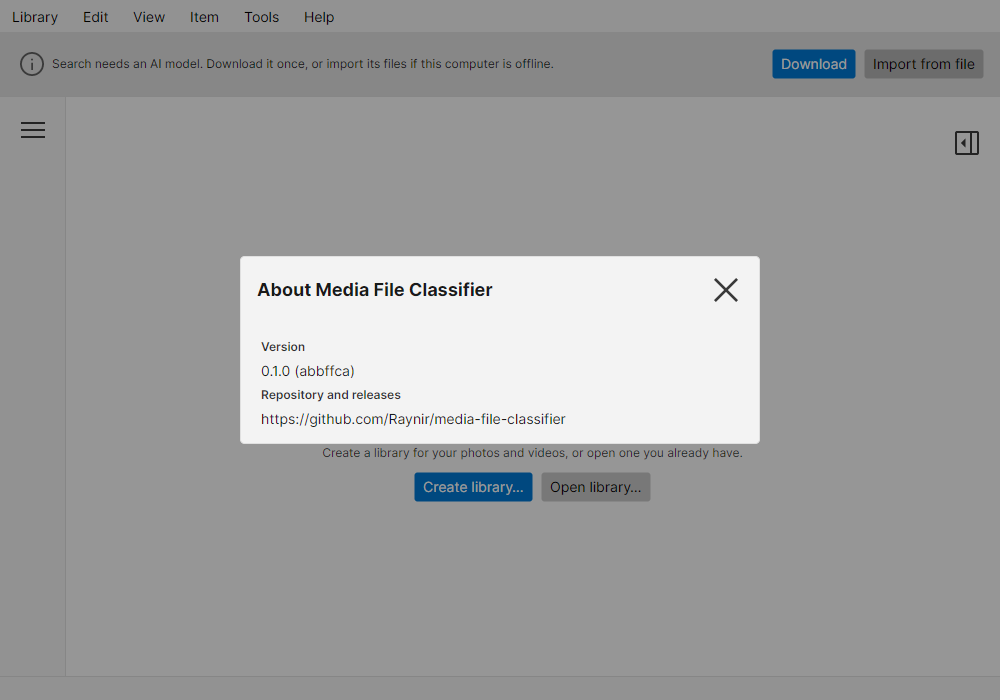 Library Edit View Item Tools Help
Search needs an AI model. Download it once, or import its files if this computer is offline.
Download
Import from file
About Media File Classifier
Version
0.1.0 (abbffca)
Repository and releases
https://github.com/Raynir/media-file-classifier
Create a library for your photos and videos, or open one you already have.
Create library...
Open library...